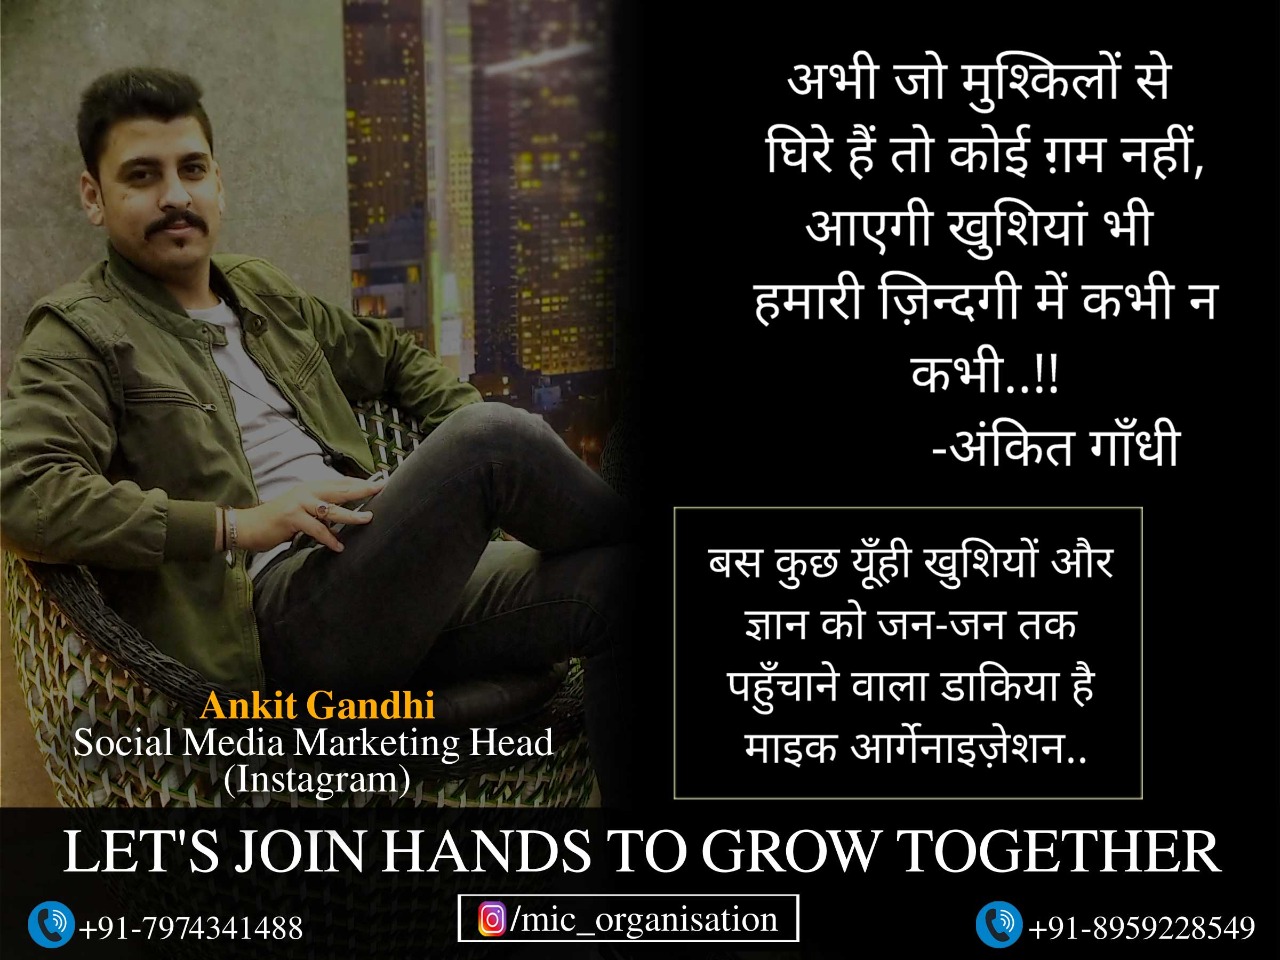 अभी जो मुश्किलों से
घिरे हैं तो कोई ग़म नहीं,
आएगी खुशियां भी
हमारी ज़िन्दगी में कभी न
कभी..!!
-अंकित गाँधी
बस कुछ यूँही खुशियों और
ज्ञान को जन-जन तक
पहुँचाने वाला डाकिया है
माइक आर्गेनाइज़ेशन..
Ankit Gandhi
Social Media Marketing Head
(Instagram)
LET'S JOIN HANDS TO GROW TOGETHER
+91-7974341488
/mic_organisation
+91-8959228549